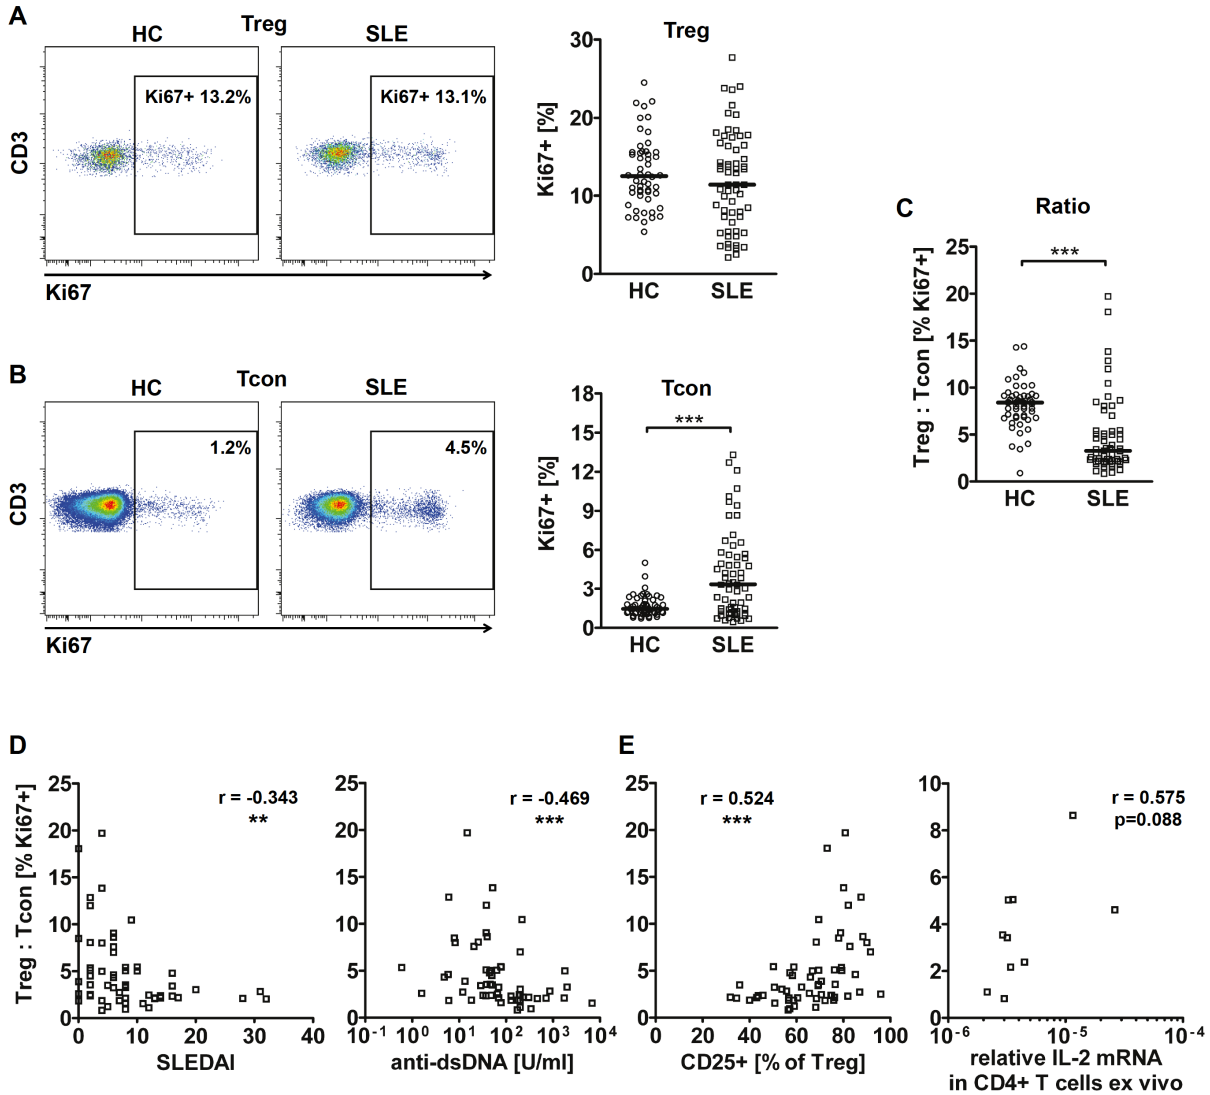 A
Treg
HC
SLE
Ki67+ 13.2%
Ki67+ 13.1%
CD3
Ki67
Treg
Ki67+ [%]
30
20
10
0
HC
SLE
B
Tcon
HC
SLE
1.2%
4.5%
CD3
Ki67
Tcon
***
Ki67+ [%]
18
15
12
9
6
3
0
HC
SLE
C
Ratio
***
Treg : Tcon [% Ki67+]
25
20
15
10
5
0
HC
SLE
D
Treg : Tcon [% Ki67+]
25
20
15
10
5
0
r = -0.343
**
0 10 20 30 40
SLEDAI
25
20
15
10
5
0
r = -0.469
***
10-1 100 101 102 103 104
anti-dsDNA [U/ml]
E
25
20
15
10
5
0
r = 0.524
***
0 20 40 60 80 100
CD25+ [% of Treg]
10
8
6
4
2
0
r = 0.575
p=0.088
10-6 10-5 10-4
relative IL-2 mRNA
in CD4+ T cells ex vivo